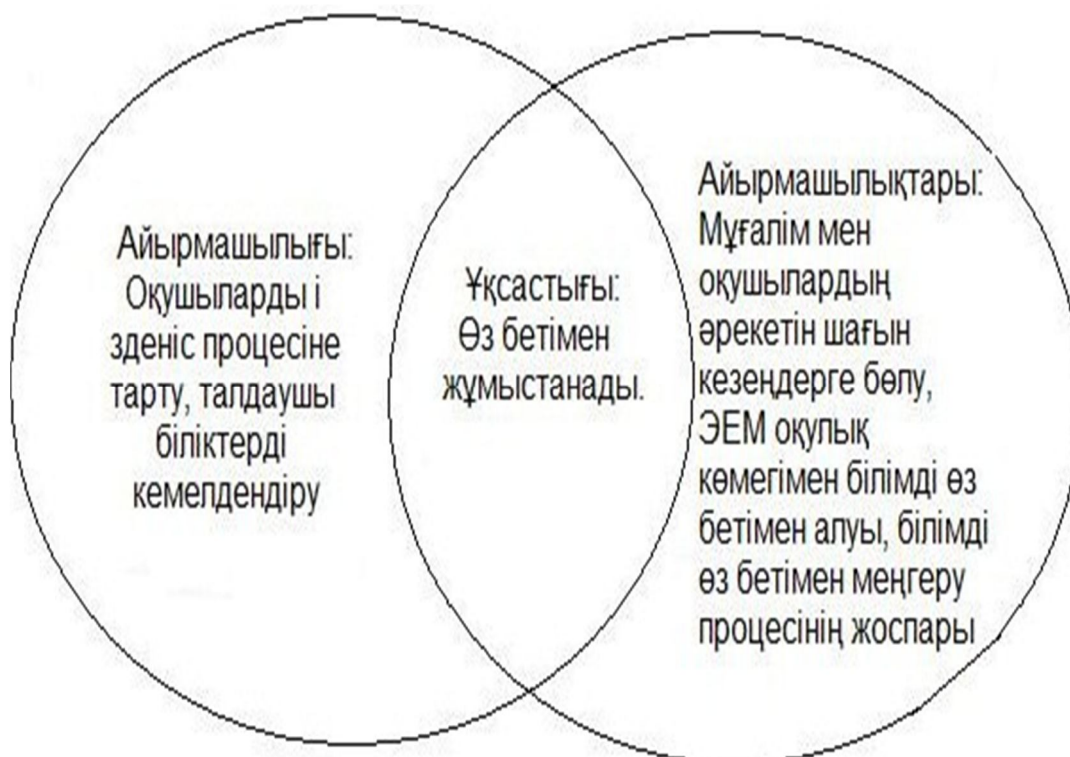 Айырмашылығы:
Оқушыларды і
зденіс процесіне
тарту, талдаушы
біліктерді
кемелдендіру
Ұқсастығы:
Өз бетімен
жұмыстанады.
Айырмашылықтары:
Мұғалім мен
оқушылардың
әрекетін шағын
кезеңдерге бөлу,
ЭЕМ оқулық
көмегімен білімді өз
бетімен алуы, білімді
өз бетімен меңгеру
процесінің жоспары